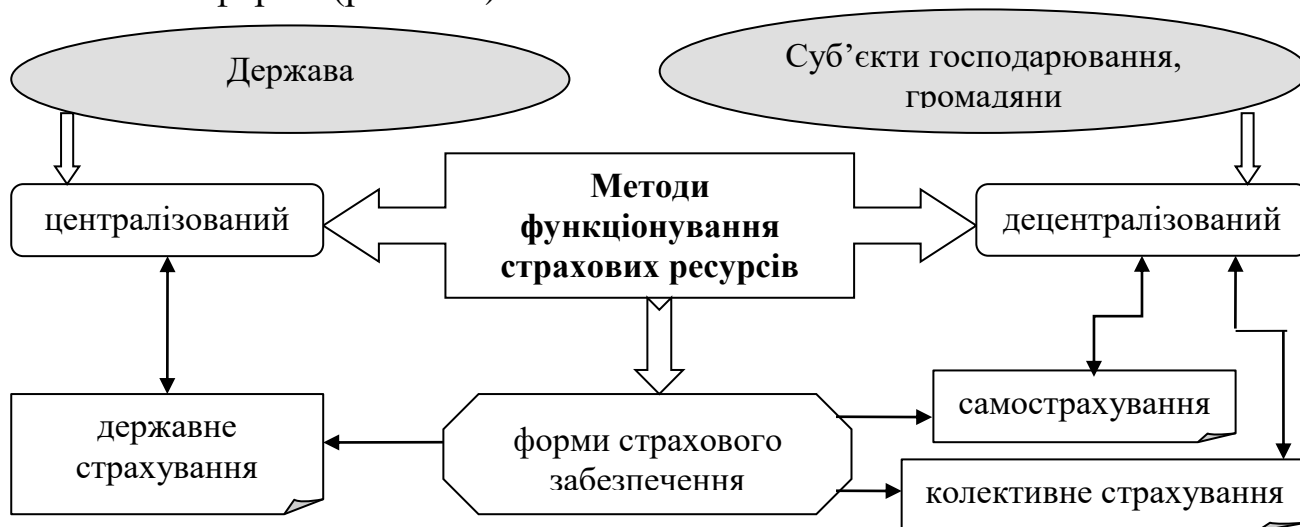 Держава
Суб’єкти господарювання,
громадяни
Методи
функціонування
страхових ресурсів
централізований
децентралізований
державне
страхування
форми страхового
забезпечення
самострахування
колективне страхування